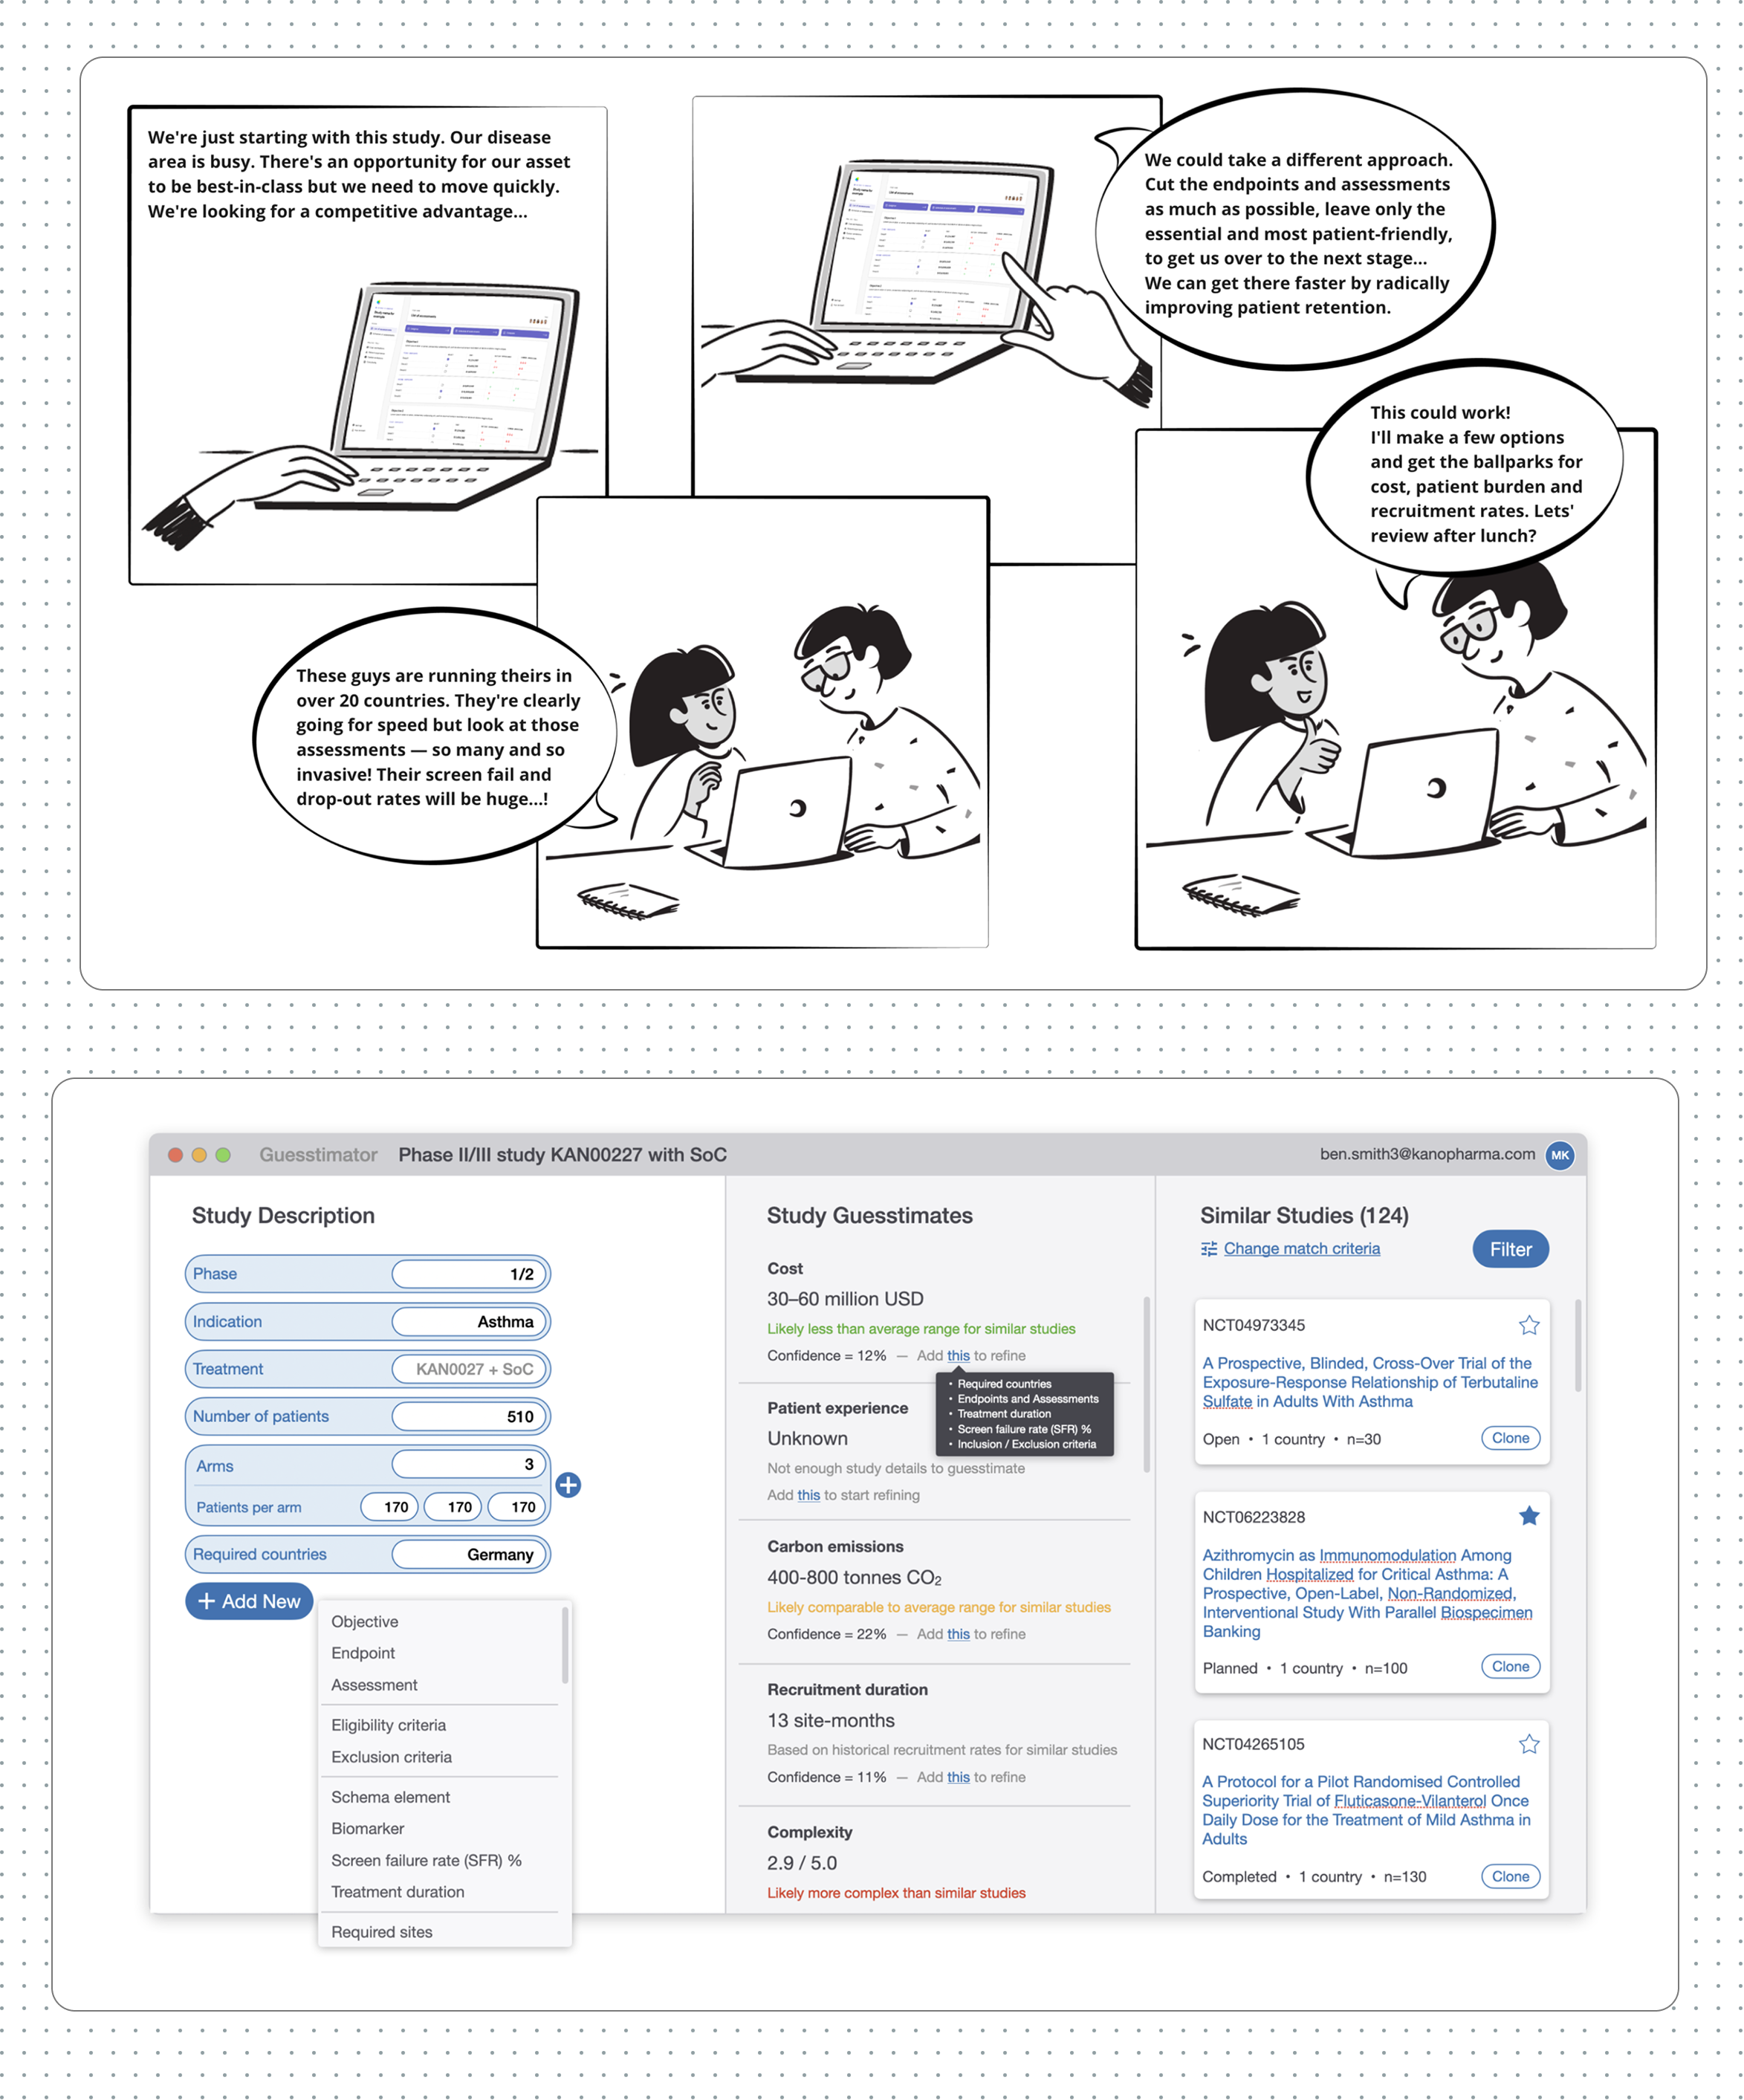 We're just starting with this study. Our disease
area is busy. There's an opportunity for our asset
to be best-in-class but we need to move quickly.
We're looking for a competitive advantage...
These guys are running theirs in
over 20 countries. They're clearly
going for speed but look at those
assessments — so many and so
invasive! Their screen fail and
drop-out rates will be huge...!
We could take a different approach.
Cut the endpoints and assessments
as much as possible, leave only the
essential and most patient-friendly,
to get us over to the next stage...
We can get there faster by radically
improving patient retention.
This could work!
I'll make a few options
and get the ballparks for
cost, patient burden and
recruitment rates. Lets'
review after lunch?
Guesstimator Phase II/III study KAN00227 with SoC
ben.smith3@kanopharma.com MK
Study Description
Phase 1/2
Indication Asthma
Treatment KAN0027 + SoC
Number of patients 510
Arms 3
Patients per arm 170 170 170
Required countries Germany
+ Add New
Objective
Endpoint
Assessment
Eligibility criteria
Exclusion criteria
Schema element
Biomarker
Screen failure rate (SFR) %
Treatment duration
Required sites
Study Guesstimates
Cost
30–60 million USD
Likely less than average range for similar studies
Confidence = 12% — Add this to refine
• Required countries
• Endpoints and Assessments
• Treatment duration
• Screen failure rate (SFR) %
• Inclusion / Exclusion criteria
Patient experience
Unknown
Not enough study details to guesstimate
Add this to start refining
Carbon emissions
400-800 tonnes CO₂
Likely comparable to average range for similar studies
Confidence = 22% — Add this to refine
Recruitment duration
13 site-months
Based on historical recruitment rates for similar studies
Confidence = 11% — Add this to refine
Complexity
2.9 / 5.0
Likely more complex than similar studies
Similar Studies (124)
Change match criteria
Filter
NCT04973345
A Prospective, Blinded, Cross-Over Trial of the
Exposure-Response Relationship of Terbutaline
Sulfate in Adults With Asthma
Open • 1 country • n=30
Clone
NCT06223828
Azithromycin as Immunomodulation Among
Children Hospitalized for Critical Asthma: A
Prospective, Open-Label, Non-Randomized,
Interventional Study With Parallel Biospecimen
Banking
Planned • 1 country • n=100
Clone
NCT04265105
A Protocol for a Pilot Randomised Controlled
Superiority Trial of Fluticasone-Vilanterol Once
Daily Dose for the Treatment of Mild Asthma in
Adults
Completed • 1 country • n=130
Clone